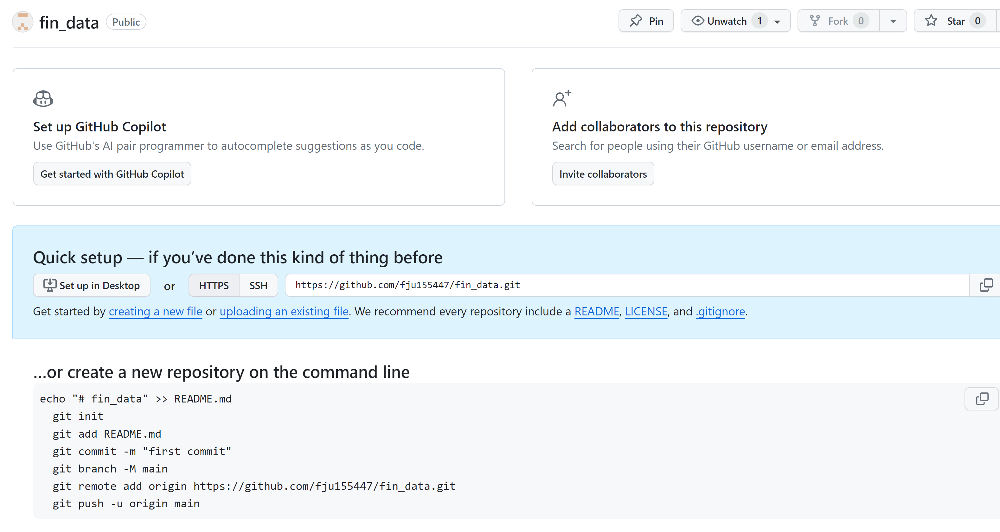 fin_data Public Pin Unwatch 1 Fork 0 Star 0
Set up GitHub Copilot
Use GitHub's AI pair programmer to autocomplete suggestions as you code.
Get started with GitHub Copilot
Add collaborators to this repository
Search for people using their GitHub username or email address.
Invite collaborators
Quick setup — if you’ve done this kind of thing before
Set up in Desktop or HTTPS SSH https://github.com/fju155447/fin_data.git
Get started by creating a new file or uploading an existing file. We recommend every repository include a README, LICENSE, and .gitignore.
…or create a new repository on the command line
echo "# fin_data" >> README.md
git init
git add README.md
git commit -m "first commit"
git branch -M main
git remote add origin https://github.com/fju155447/fin_data.git
git push -u origin main